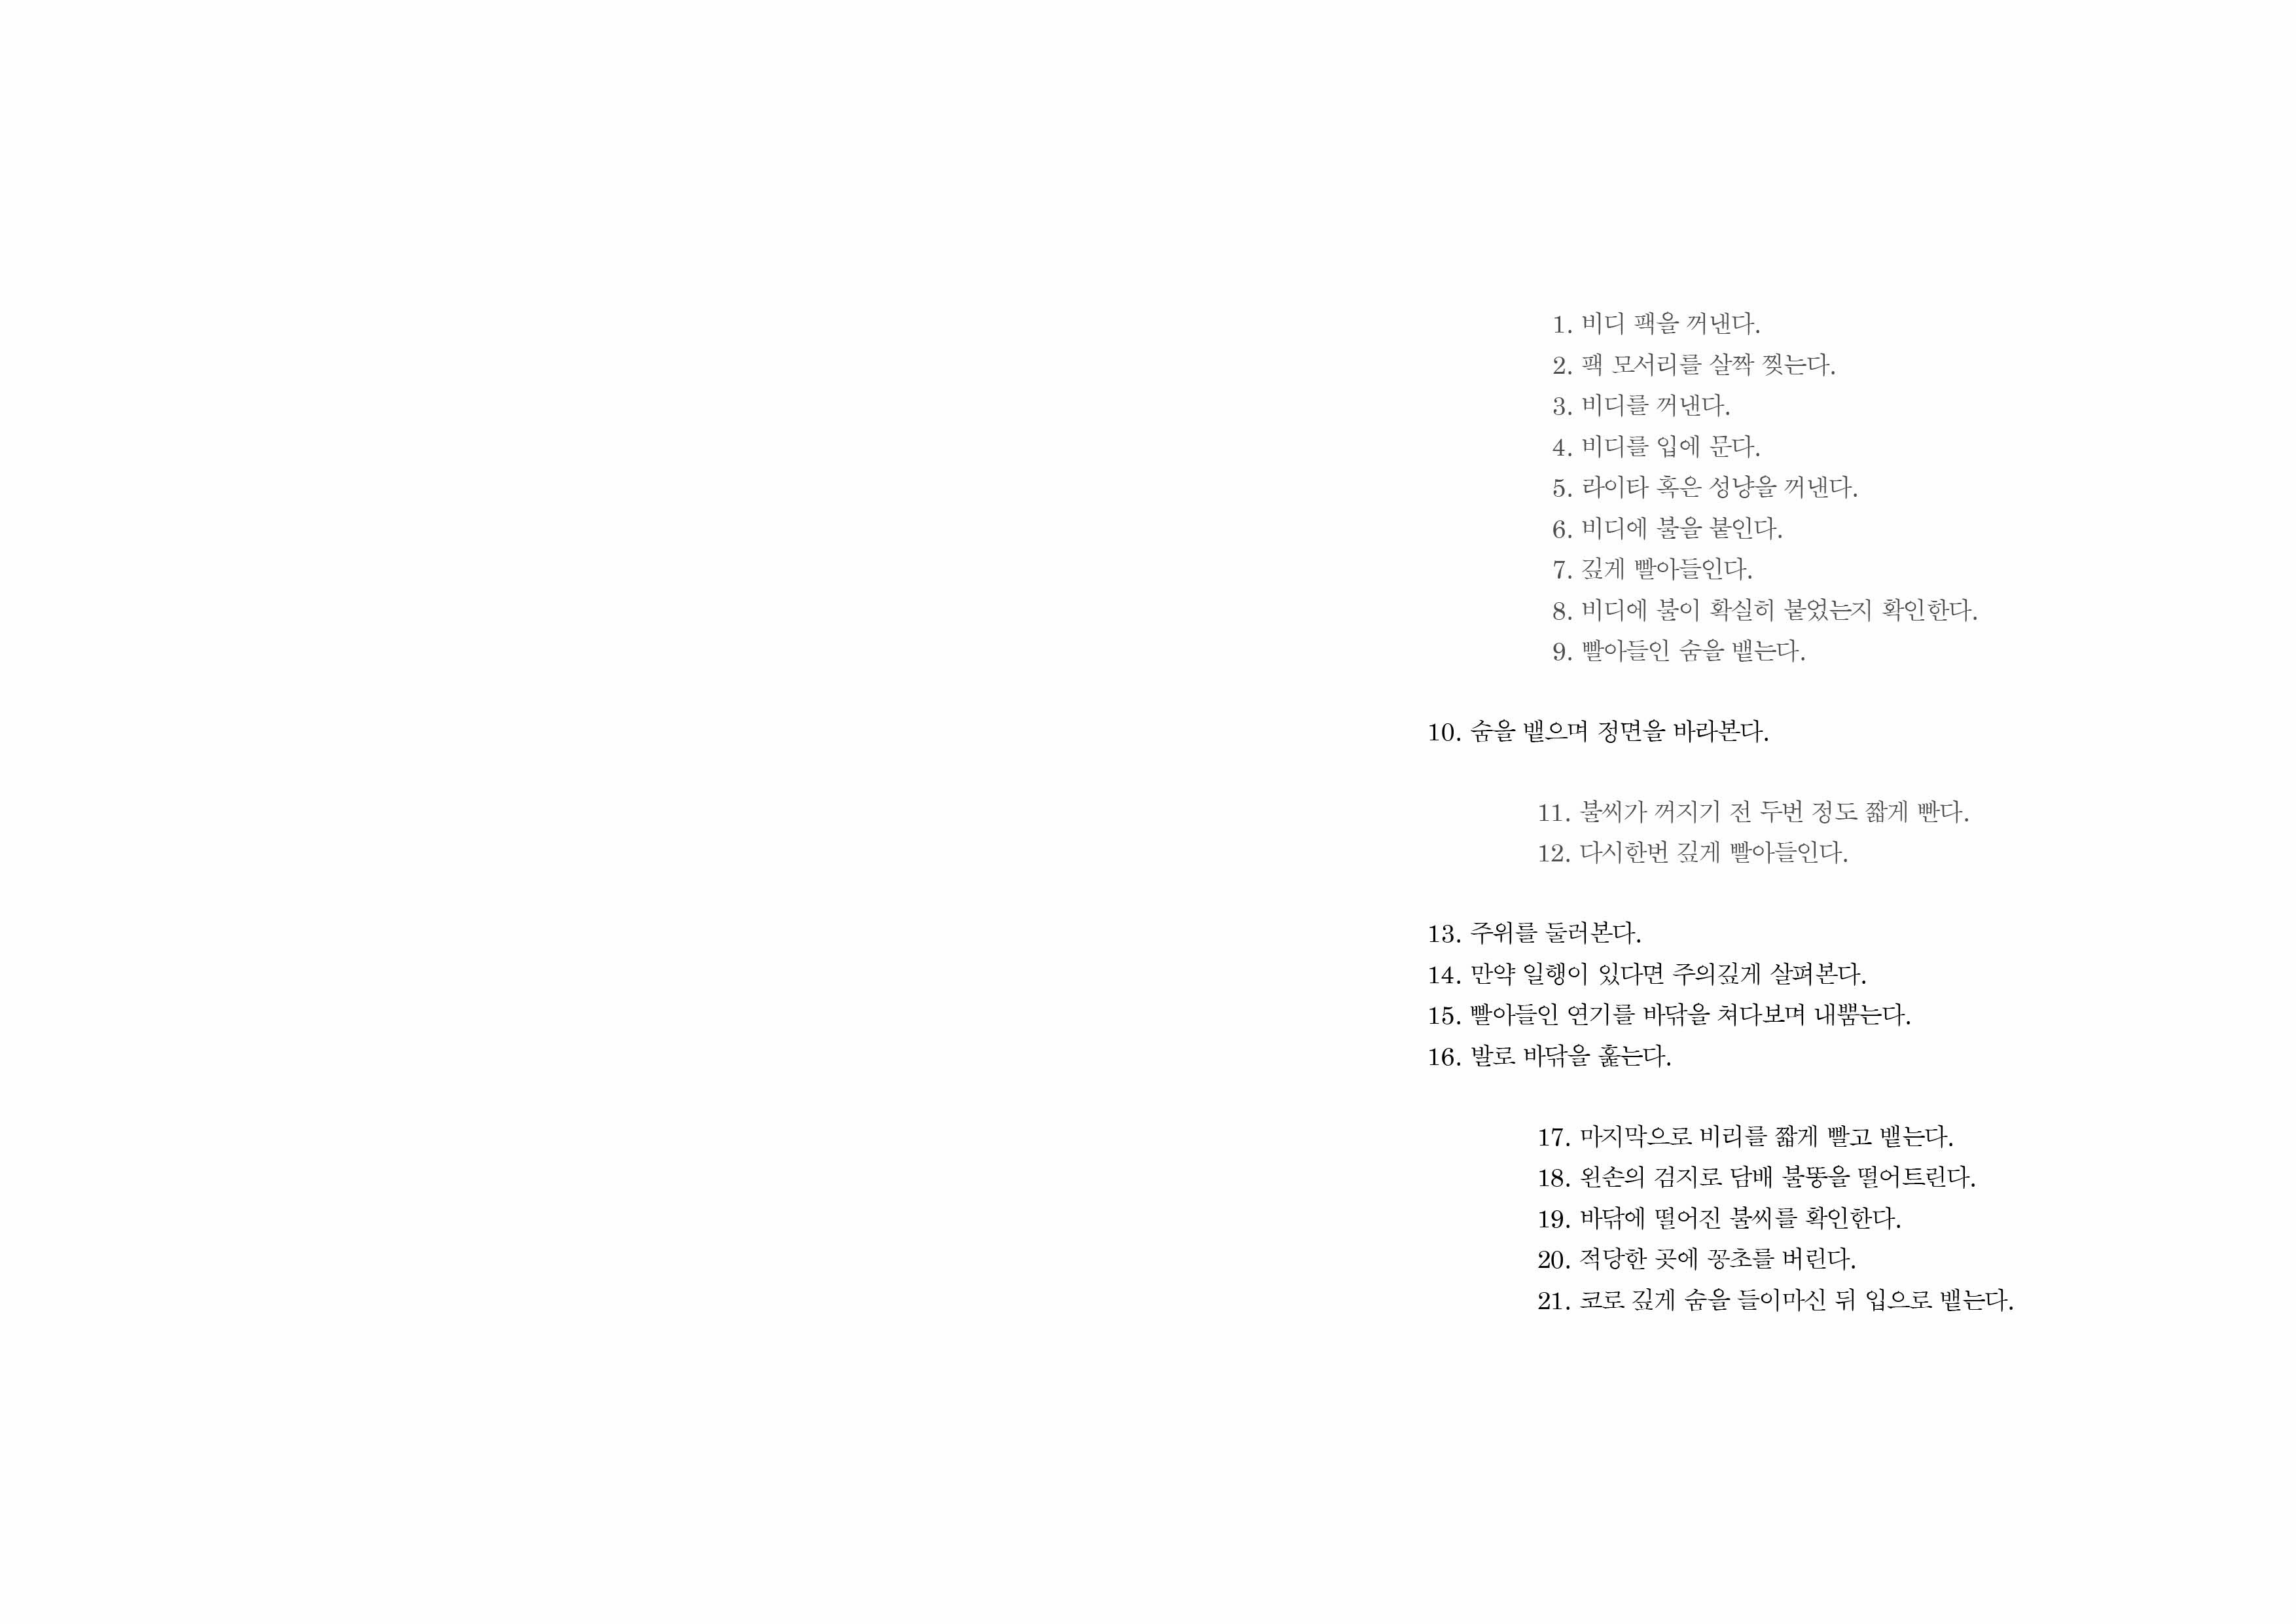 1. 비디 팩을 꺼낸다.
2. 팩 모서리를 살짝 찢는다.
3. 비디를 꺼낸다.
4. 비디를 입에 문다.
5. 라이타 혹은 성냥을 꺼낸다.
6. 비디에 불을 붙인다.
7. 깊게 빨아들인다.
8. 비디에 불이 확실히 붙었는지 확인한다.
9. 빨아들인 숨을 뱉는다.
10. 숨을 뱉으며 정면을 바라본다.
11. 불씨가 꺼지기 전 두번 정도 짧게 빤다.
12. 다시한번 깊게 빨아들인다.
13. 주위를 둘러본다.
14. 만약 일행이 있다면 주의깊게 살펴본다.
15. 빨아들인 연기를 바닦을 쳐다보며 내뿜는다.
16. 발로 바닦을 훑는다.
17. 마지막으로 비리를 짧게 빨고 뱉는다.
18. 왼손의 검지로 담배 불똥을 떨어트린다.
19. 바닦에 떨어진 불씨를 확인한다.
20. 적당한 곳에 꽁초를 버린다.
21. 코로 깊게 숨을 들이마신 뒤 입으로 뱉는다.